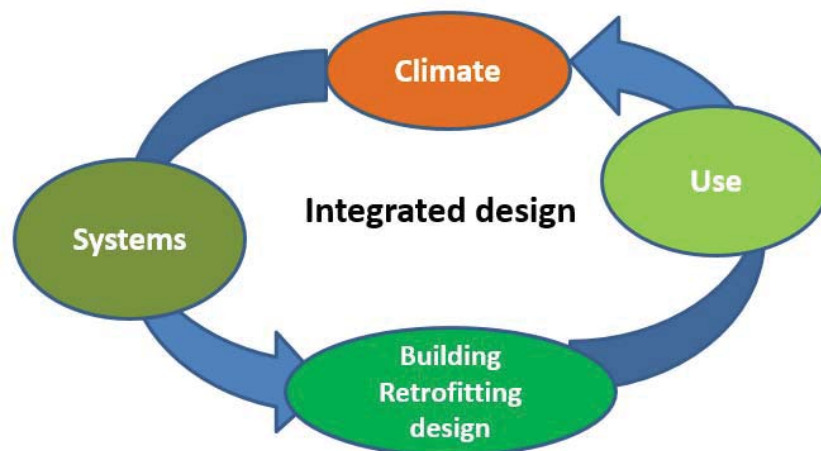 Climate
Use
Integrated design
Systems
Building
Retrofitting
design